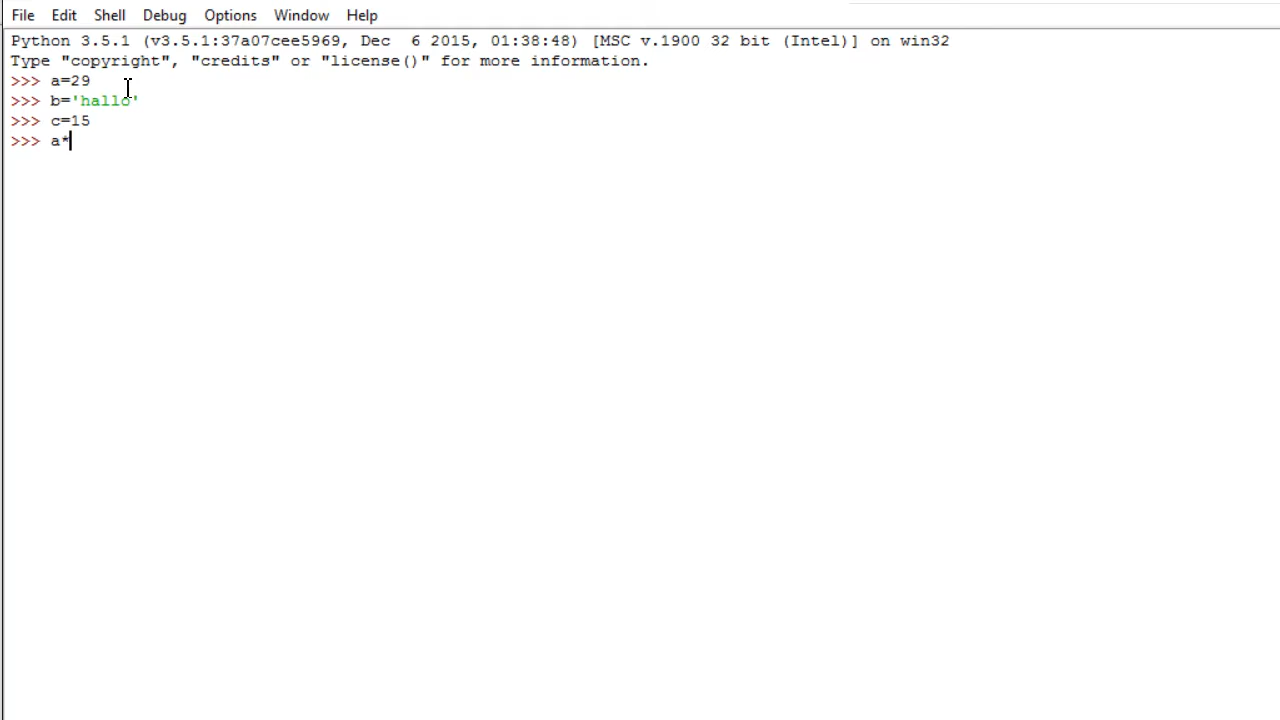 File Edit Shell Debug Options Window Help
Python 3.5.1 (v3.5.1:37a07cee5969, Dec  6 2015, 01:38:48) [MSC v.1900 32 bit (Intel)] on win32
Type "copyright", "credits" or "license()" for more information.
>>> a=29
>>> b='hallo'
>>> c=15
>>> a*